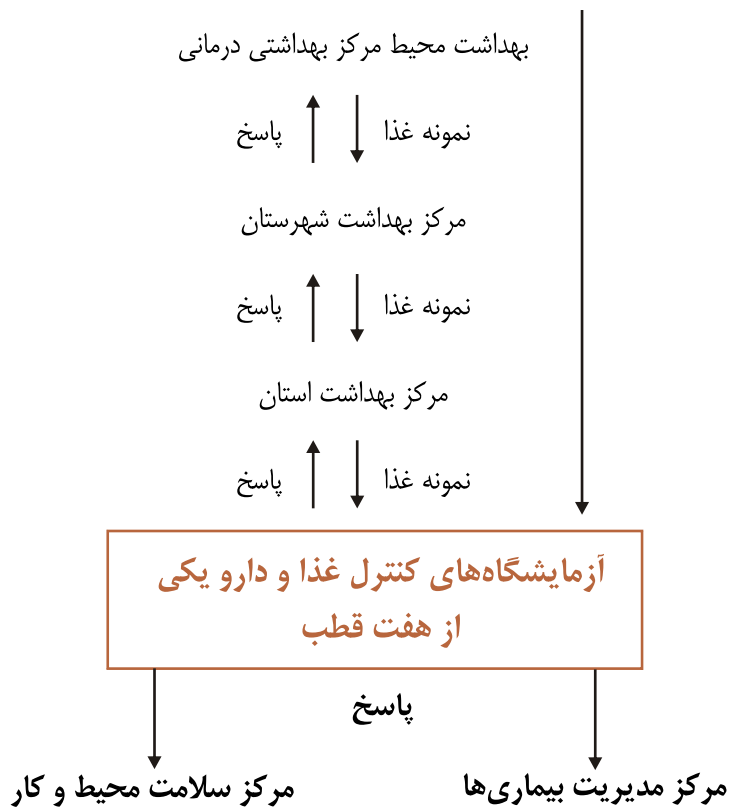 بهداشت محیط مرکز بهداشتی درمانی
نمونه غذا
پاسخ
مرکز بهداشت شهرستان
نمونه غذا
پاسخ
مرکز بهداشت استان
نمونه غذا
پاسخ
آزمایشگاه‌های کنترل غذا و دارو یکی
از هفت قطب
پاسخ
مرکز مدیریت بیماری‌ها
مرکز سلامت محیط و کار